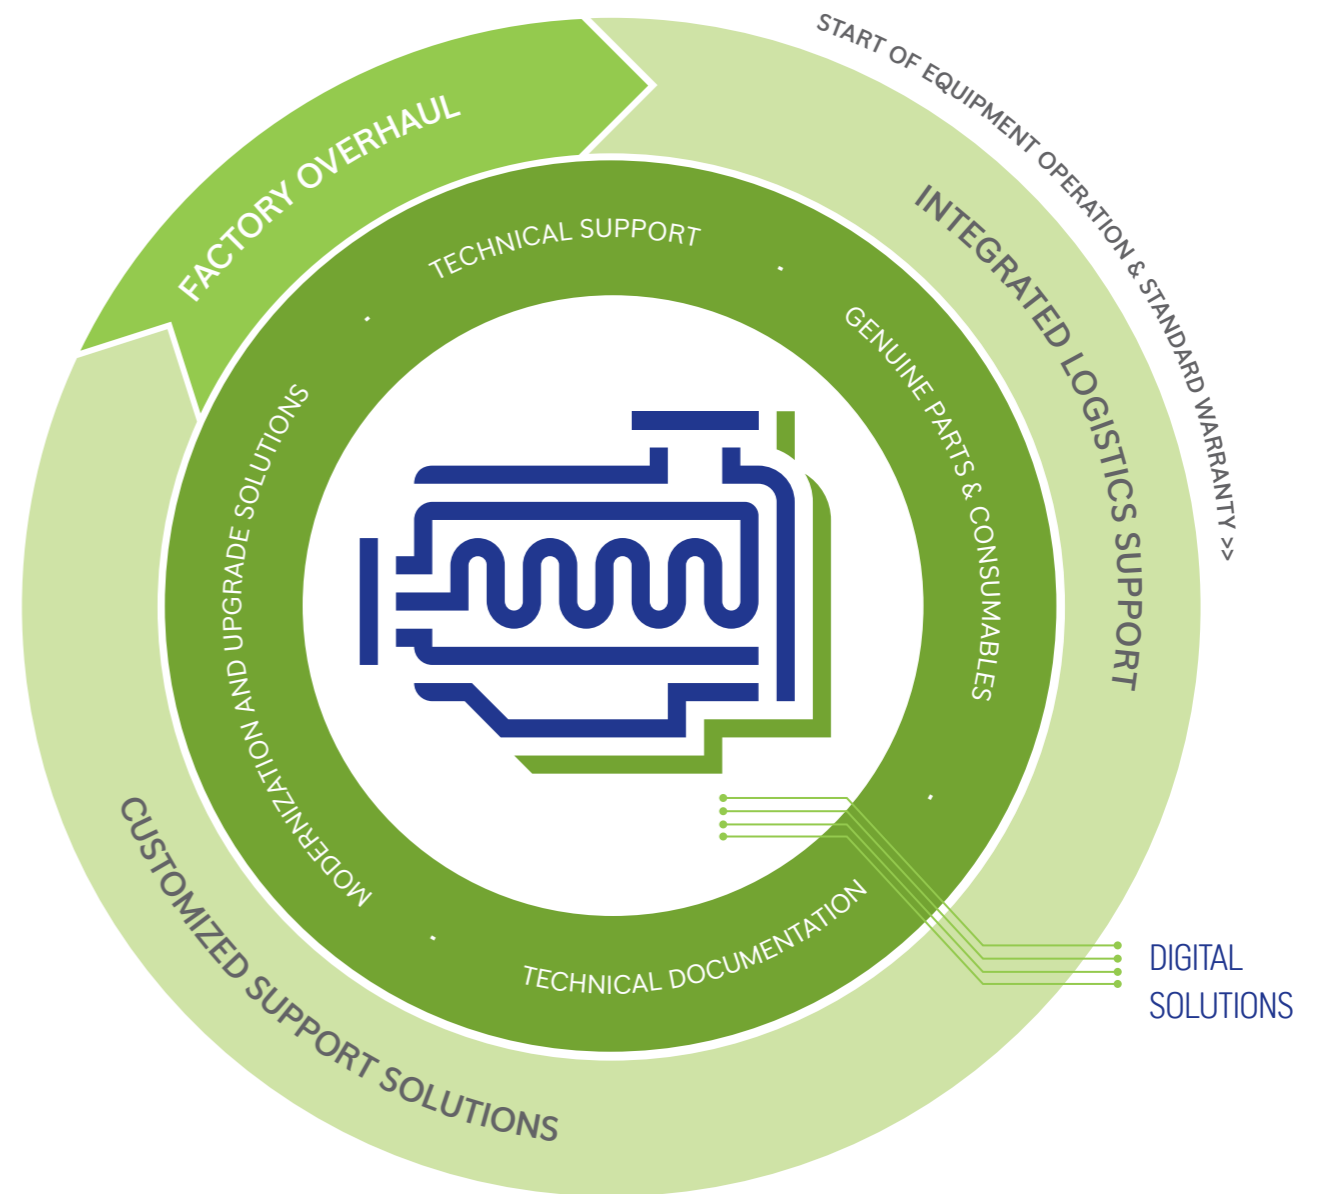 START OF EQUIPMENT OPERATION & STANDARD WARRANTY >>
FACTORY OVERHAUL
INTEGRATED LOGISTICS SUPPORT
CUSTOMIZED SUPPORT SOLUTIONS
TECHNICAL SUPPORT
GENUINE PARTS & CONSUMABLES
TECHNICAL DOCUMENTATION
MODERNIZATION AND UPGRADE SOLUTIONS
DIGITAL
SOLUTIONS